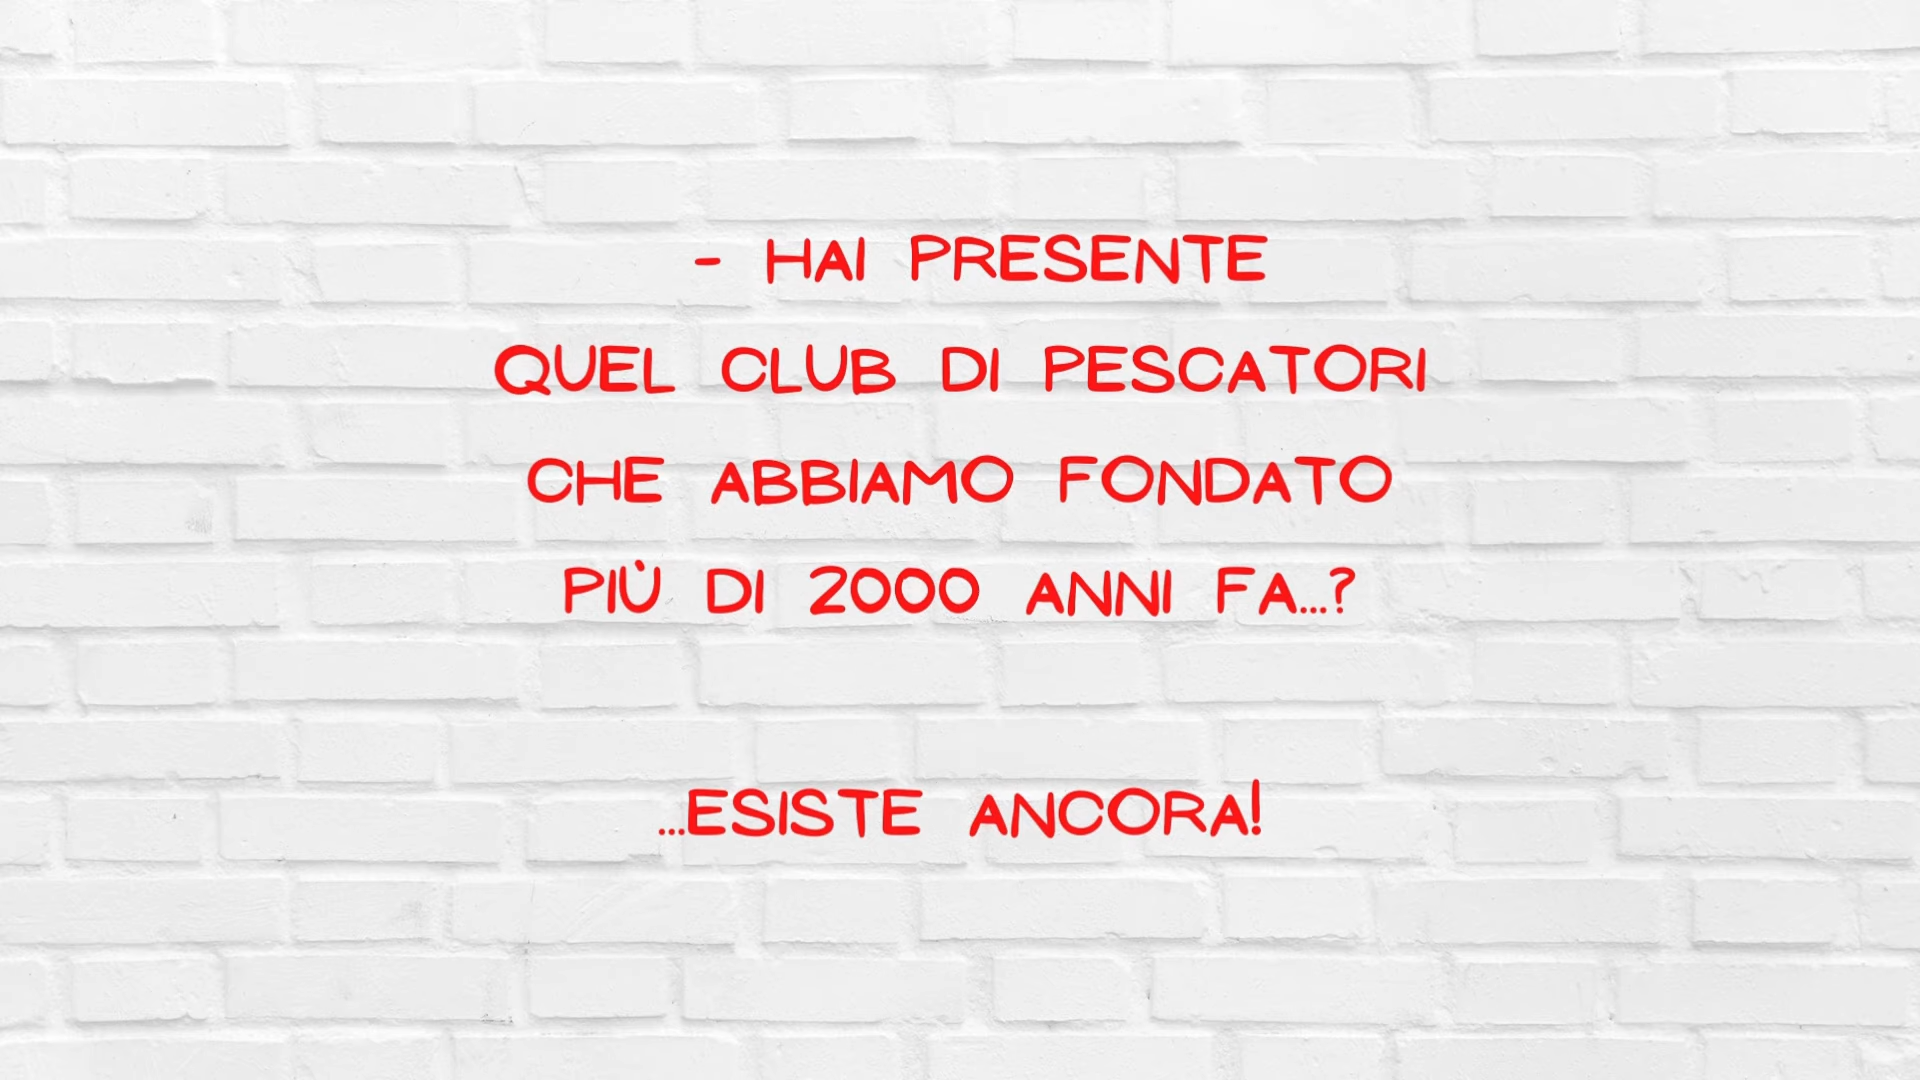 - HAI PRESENTE
QUEL CLUB DI PESCATORI
CHE ABBIAMO FONDATO
PIÙ DI 2000 ANNI FA...?
...ESISTE ANCORA!